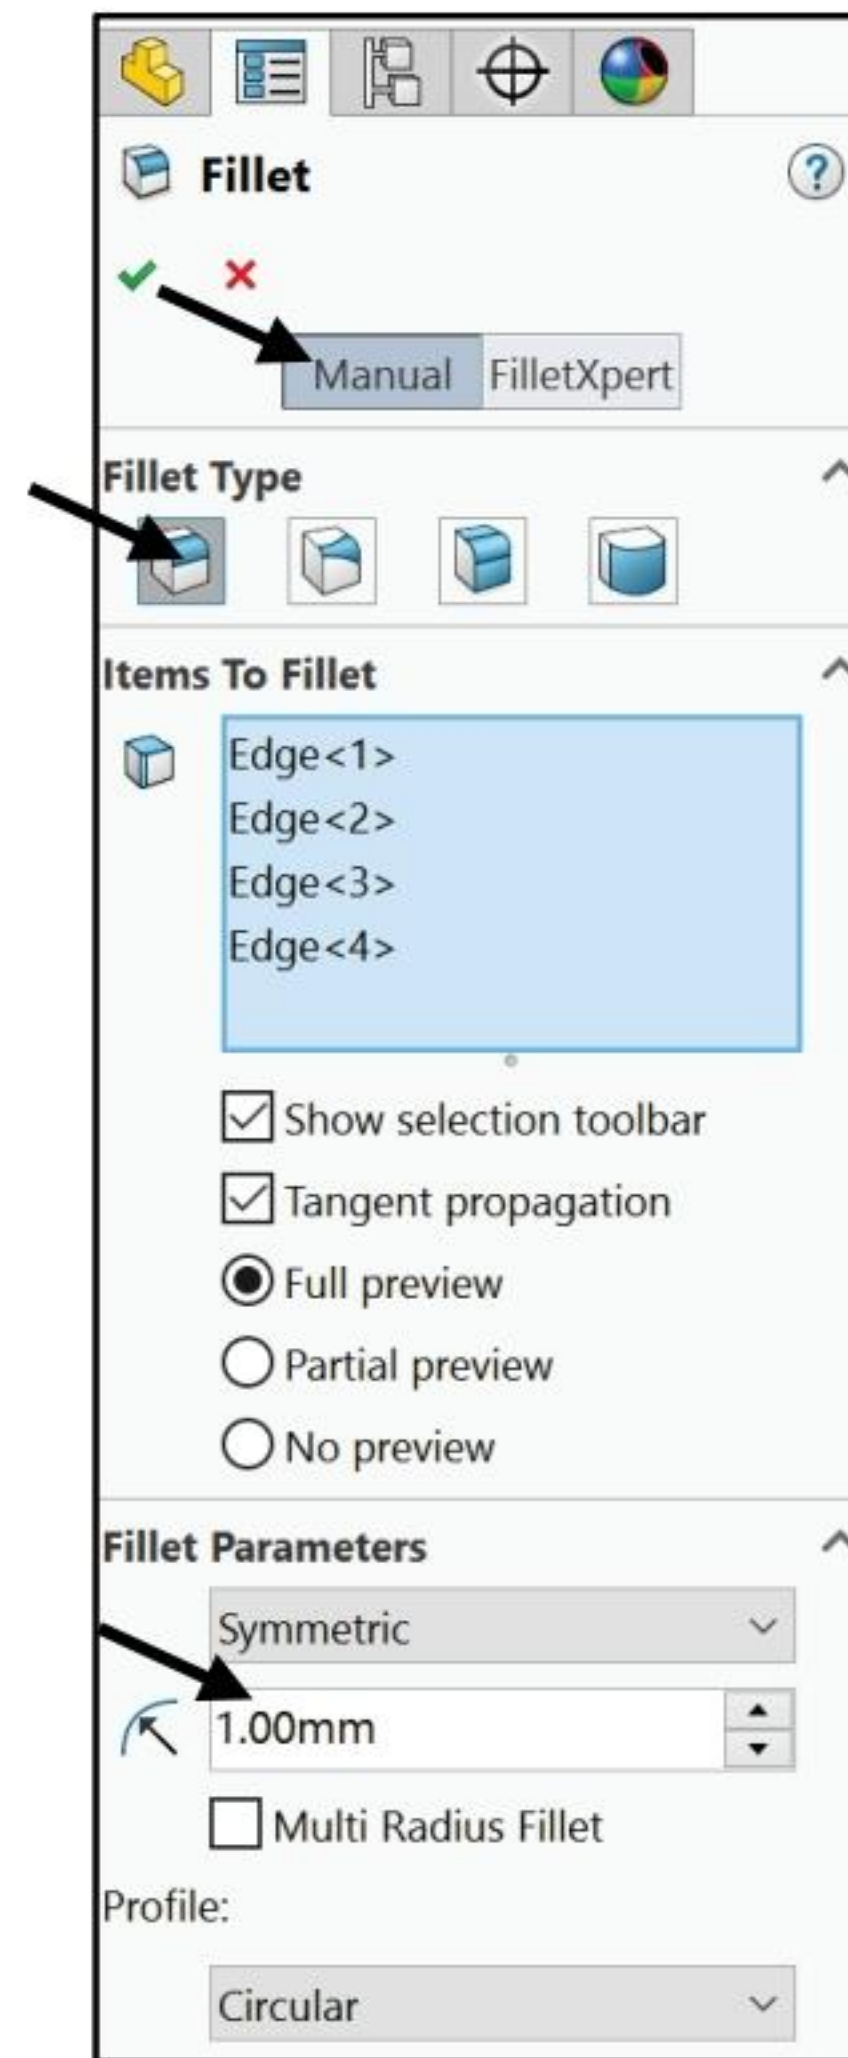 Fillet
?
Manual FilletXpert
Fillet Type
Items To Fillet
Edge<1>
Edge<2>
Edge<3>
Edge<4>
Show selection toolbar
Tangent propagation
Full preview
Partial preview
No preview
Fillet Parameters
Symmetric
1.00mm
Multi Radius Fillet
Profile:
Circular